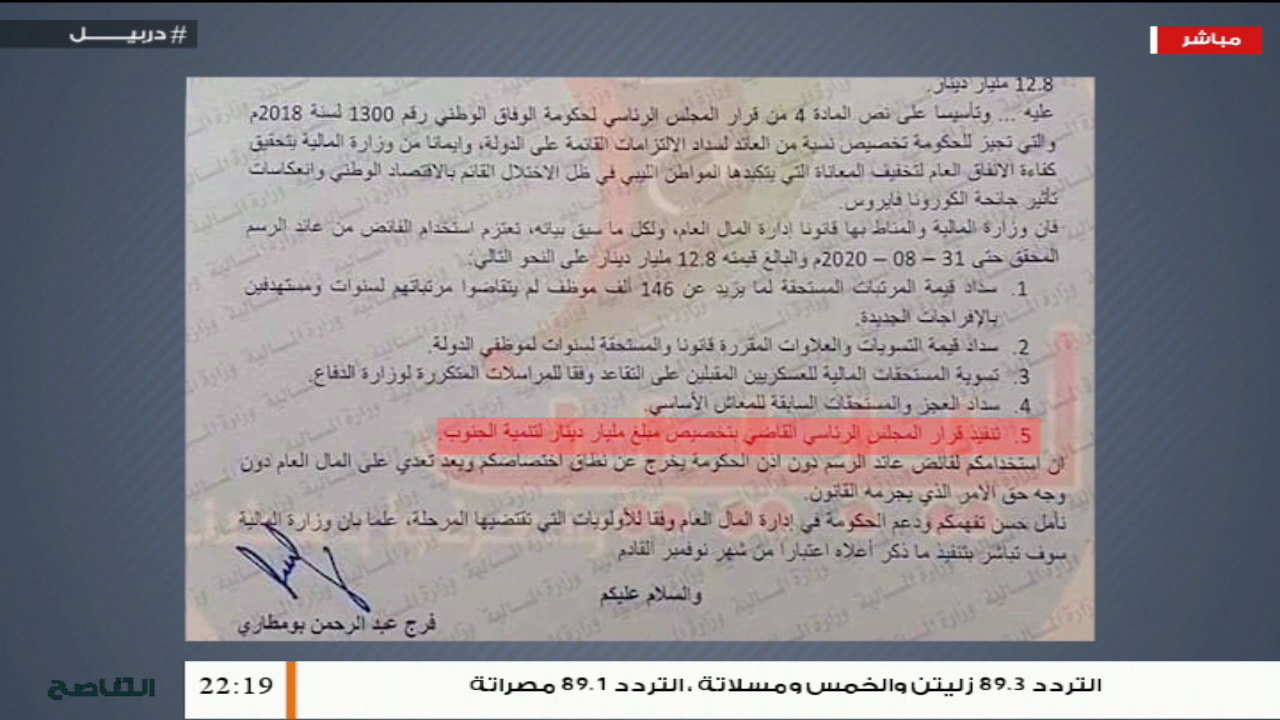 #دربيل
مباشر
12.8 مليار دينار.
عليه ... وتأسيسا على نص المادة 4 من قرار المجلس الرئاسي لحكومة الوفاق الوطني رقم 1300 لسنة 2018م
والتي تجيز للحكومة تخصيص نسبة من العائد لسداد الالتزامات القائمة على الدولة، وايمانا من وزارة المالية بتحقيق
كفاءة الانفاق العام لتخفيف المعاناة التي يتكبدها المواطن الليبي في ظل الاختلال القائم بالاقتصاد الوطني وانعكاسات
تأثير جائحة الكورونا فايروس.
فان وزارة المالية والمناط بها قانونا إدارة المال العام، ولكل ما سبق بيانه، تعتزم استخدام الفائض من عائد الرسم
المحقق حتى 31 – 08 – 2020م والبالغ قيمته 12.8 مليار دينار على النحو التالي:
1. سداد قيمة المرتبات المستحقة لما يزيد عن 146 ألف موظف لم يتقاضوا مرتباتهم لسنوات ومستهدفين
بالإفراجات الجديدة.
2. سداد قيمة التسويات والعلاوات المقررة قانونا والمستحقة لسنوات لموظفي الدولة.
3. تسوية المستحقات المالية للعسكريين المقبلين على التقاعد وفقا للمراسلات المتكررة لوزارة الدفاع.
4. سداد العجز والمستحقات السابقة للمعاش الأساسي.
5. تنفيذ قرار المجلس الرئاسي القاضي بتخصيص مبلغ مليار دينار لتنمية الجنوب.
ان استخدامكم لفائض عائد الرسم دون اذن الحكومة يخرج عن نطاق اختصاصكم ويعد تعدي على المال العام دون
وجه حق الامر الذي يجرمه القانون.
نأمل حسن تفهمكم ودعم الحكومة في إدارة المال العام وفقا للأولويات التي تقتضيها المرحلة، علما بان وزارة المالية
سوف تباشر بتنفيذ ما ذكر أعلاه اعتبارا من شهر نوفمبر القادم
والسلام عليكم
فرج عبد الرحمن بومطاري
التردد 89.3 زليتن والخمس ومسلاتة ، التردد 89.1 مصراتة
22:19
التناصح